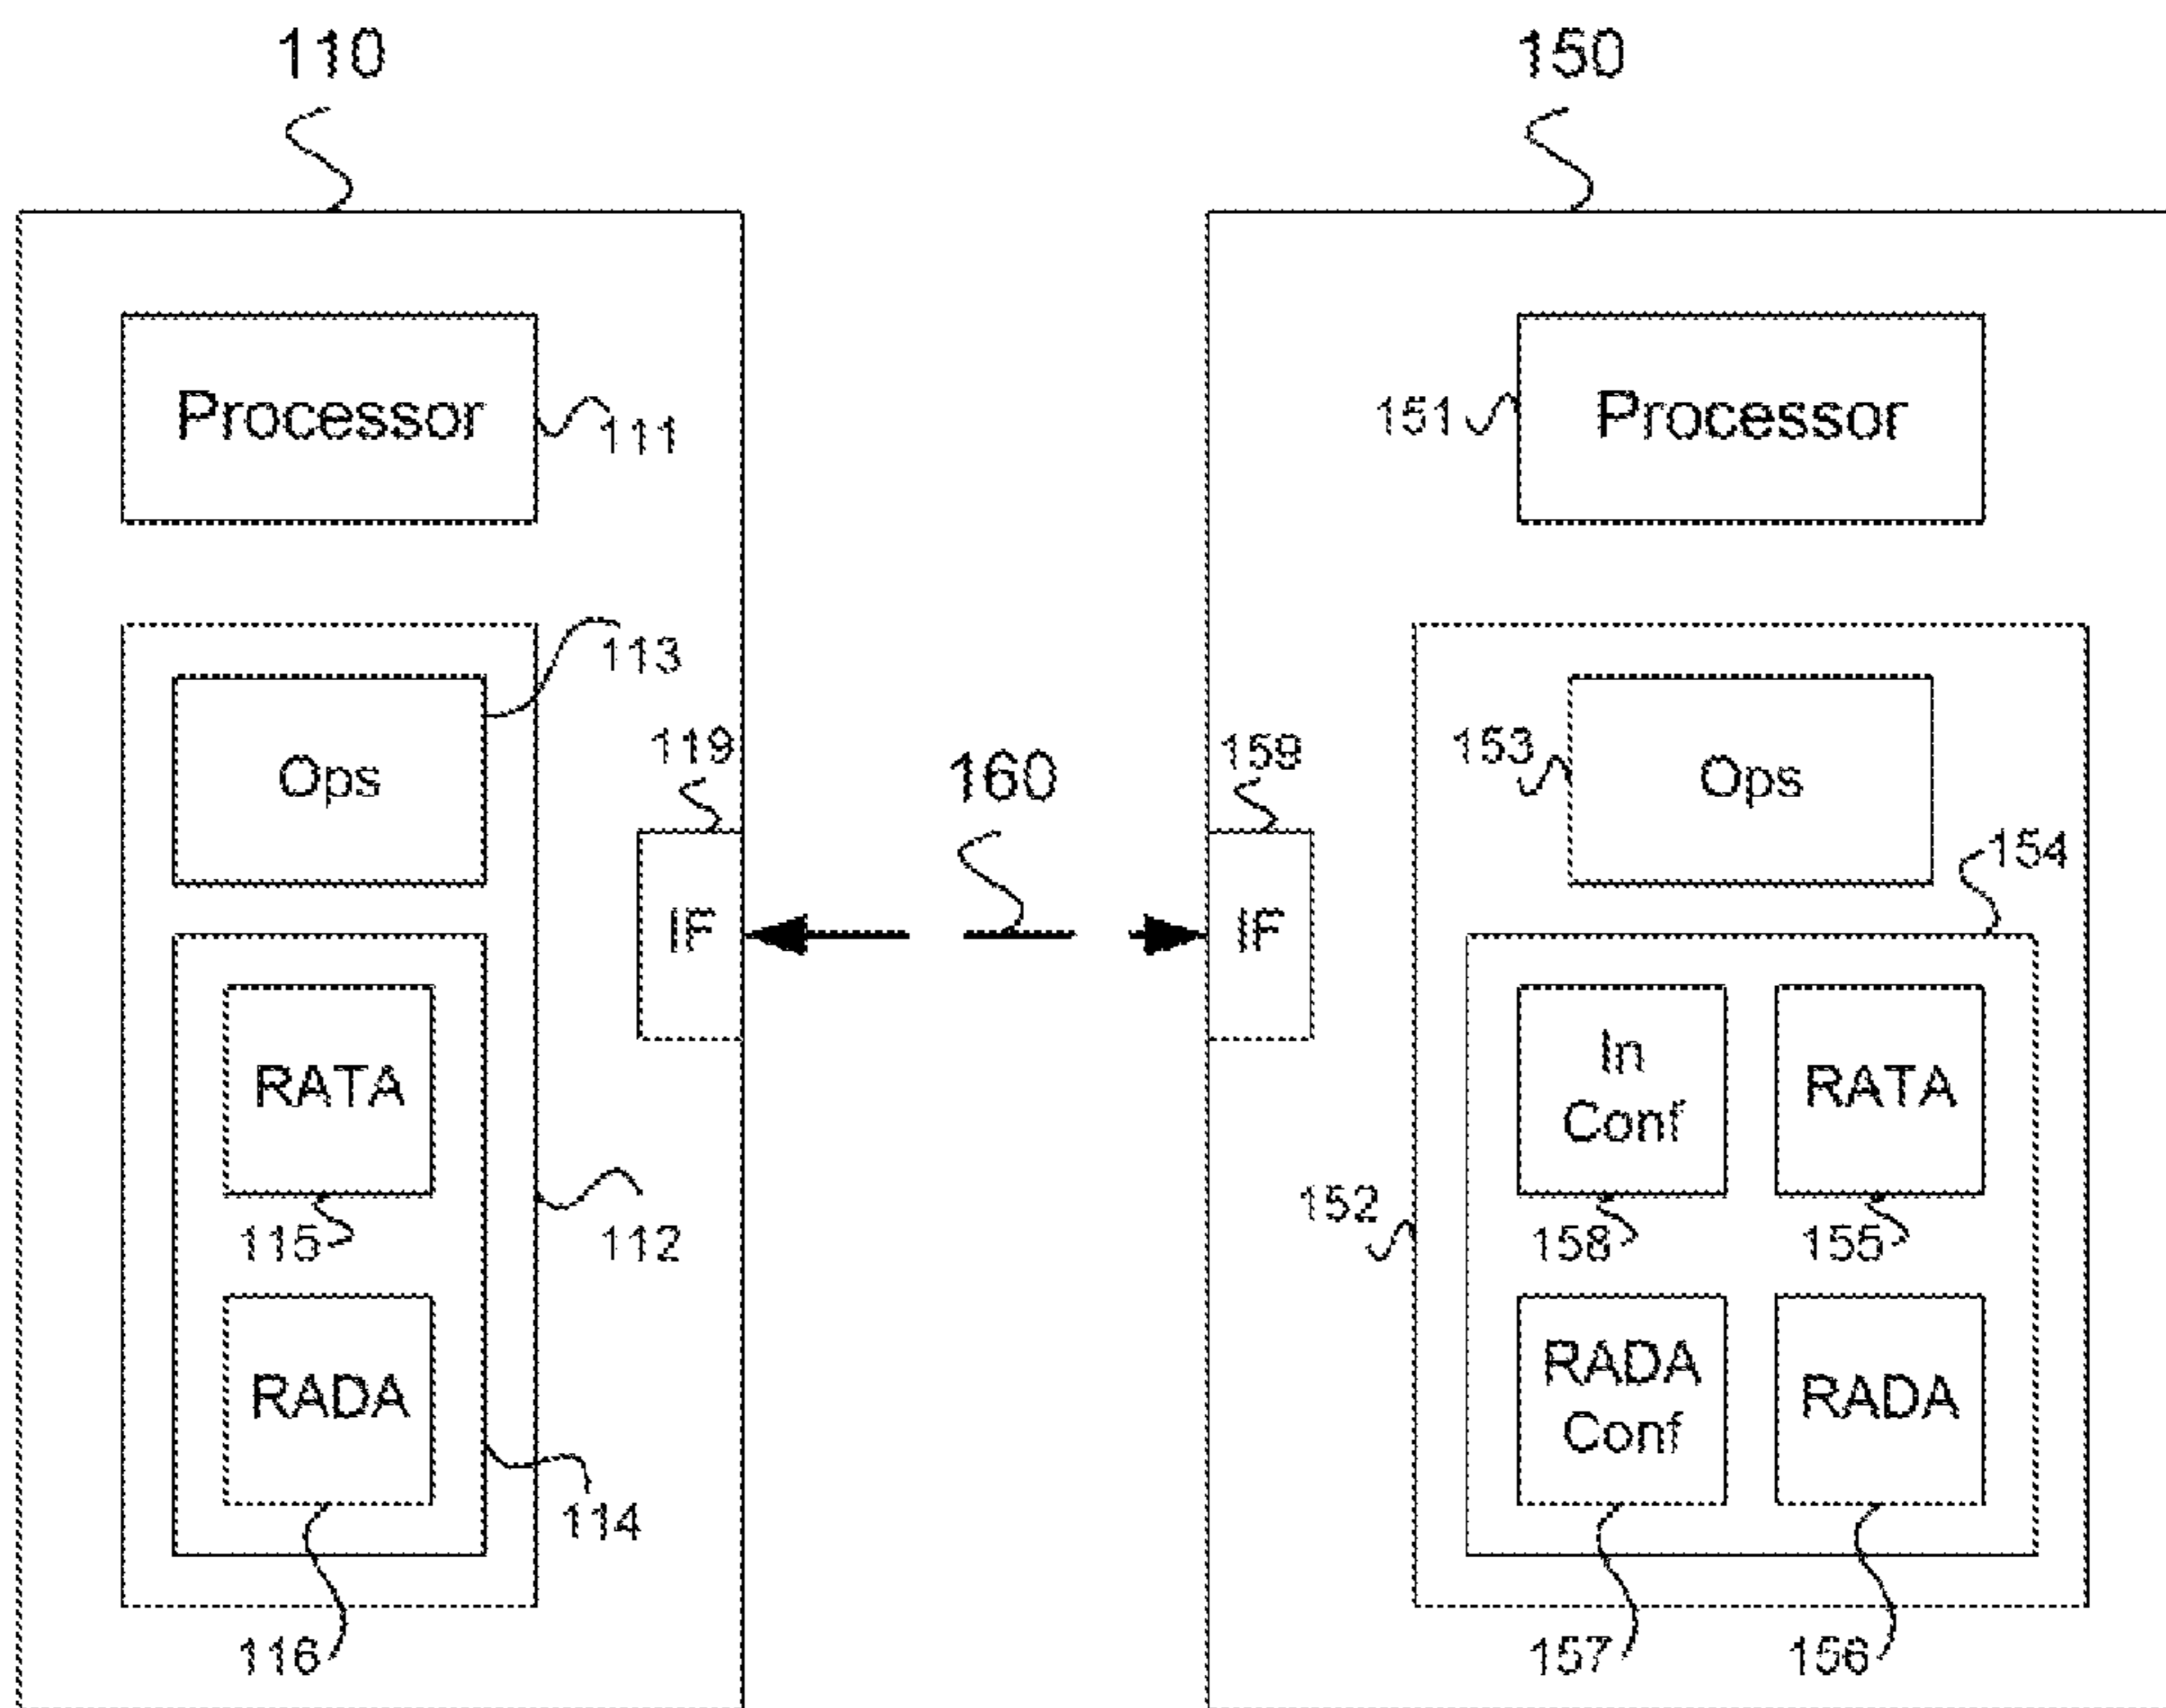 110
150
Processor
111
151
Processor
113
Ops
119
160
159
153
Ops
154
IF
IF
RATA
In
Conf
RATA
115
112
152
158
155
RADA
RADA
Conf
RADA
114
116
157
156